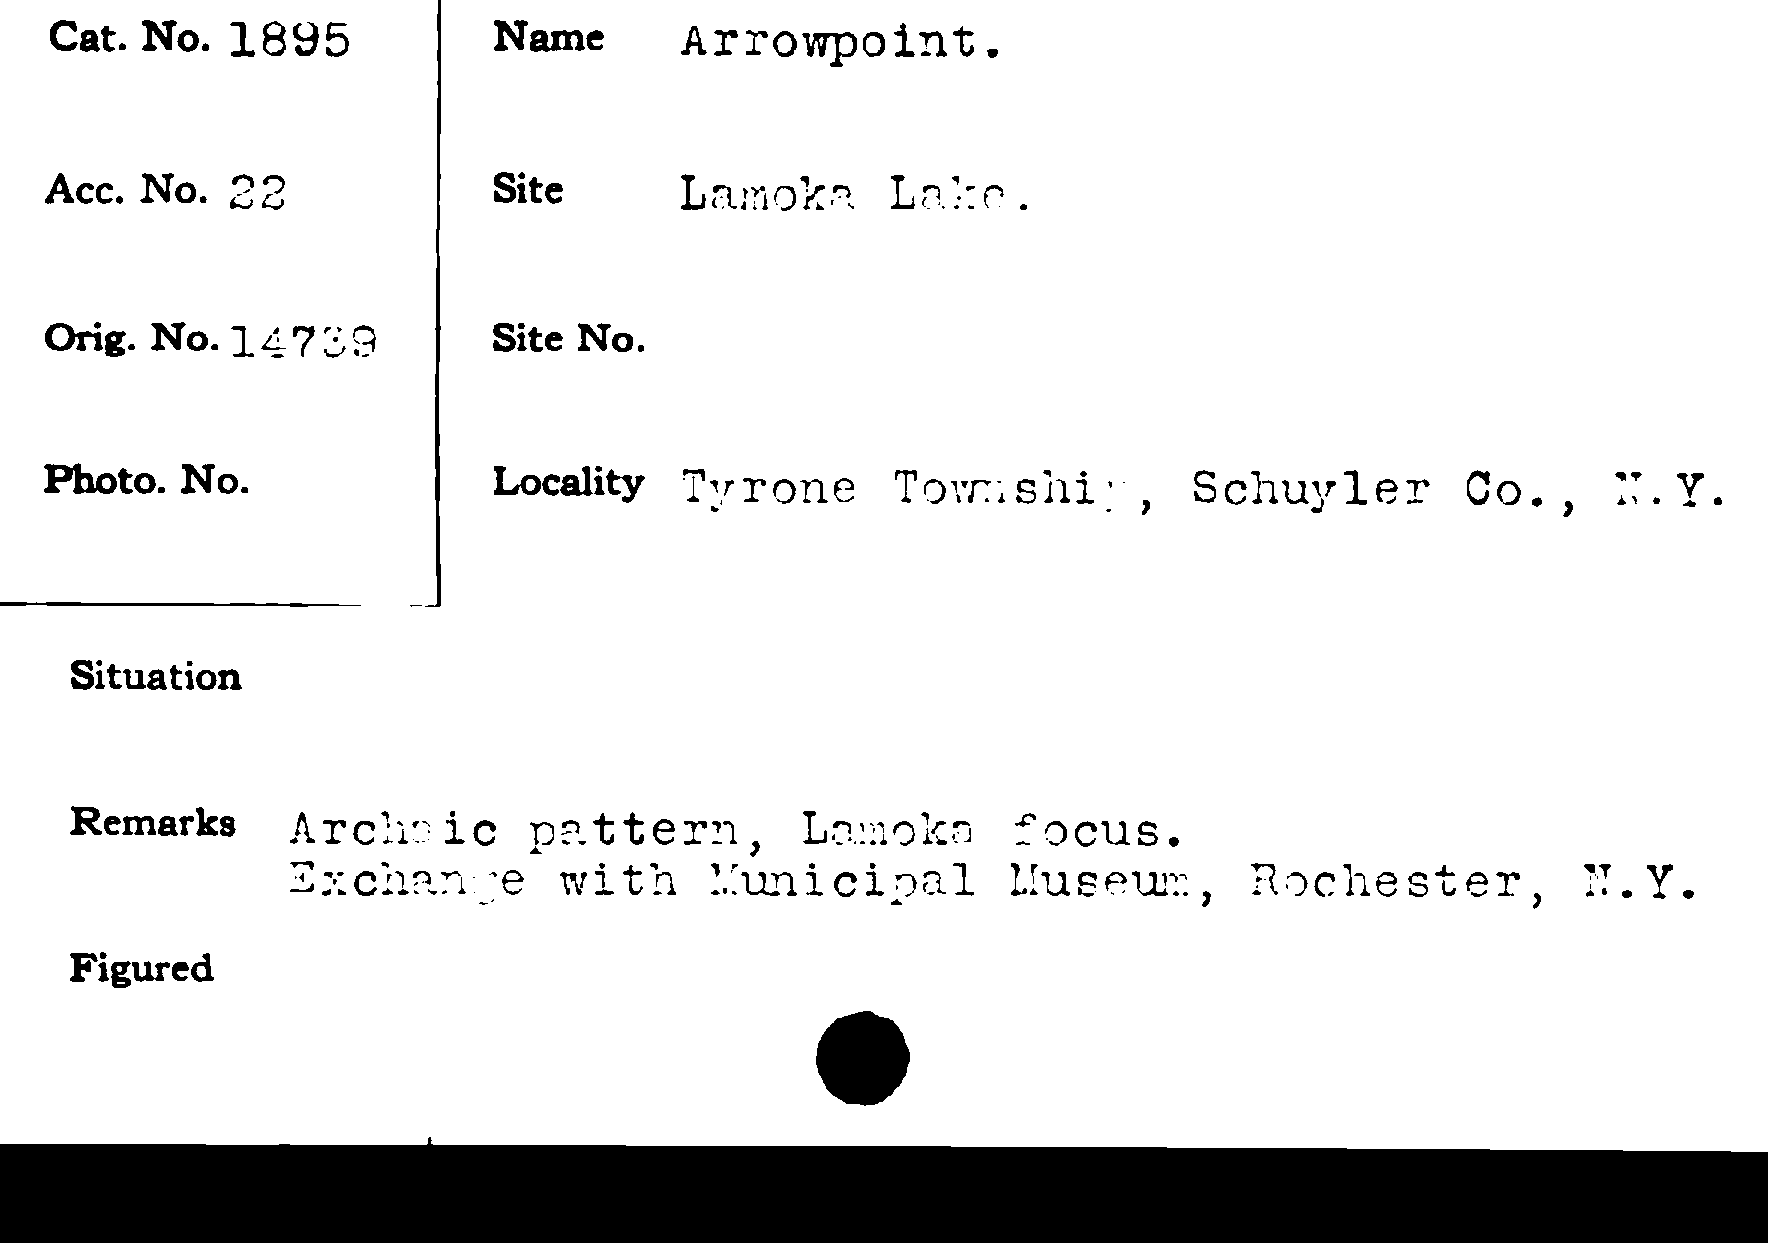 Cat. No. 1895
Name Arrowpoint.
Acc. No. 22
Site Lamoka Lake.
Orig. No. 14739
Site No.
Photo. No.
Locality Tyrone Township, Schuyler Co., N.Y.
Situation
Remarks Archaic pattern, Lamoka focus.
Exchange with Municipal Museum, Rochester, N.Y.
Figured